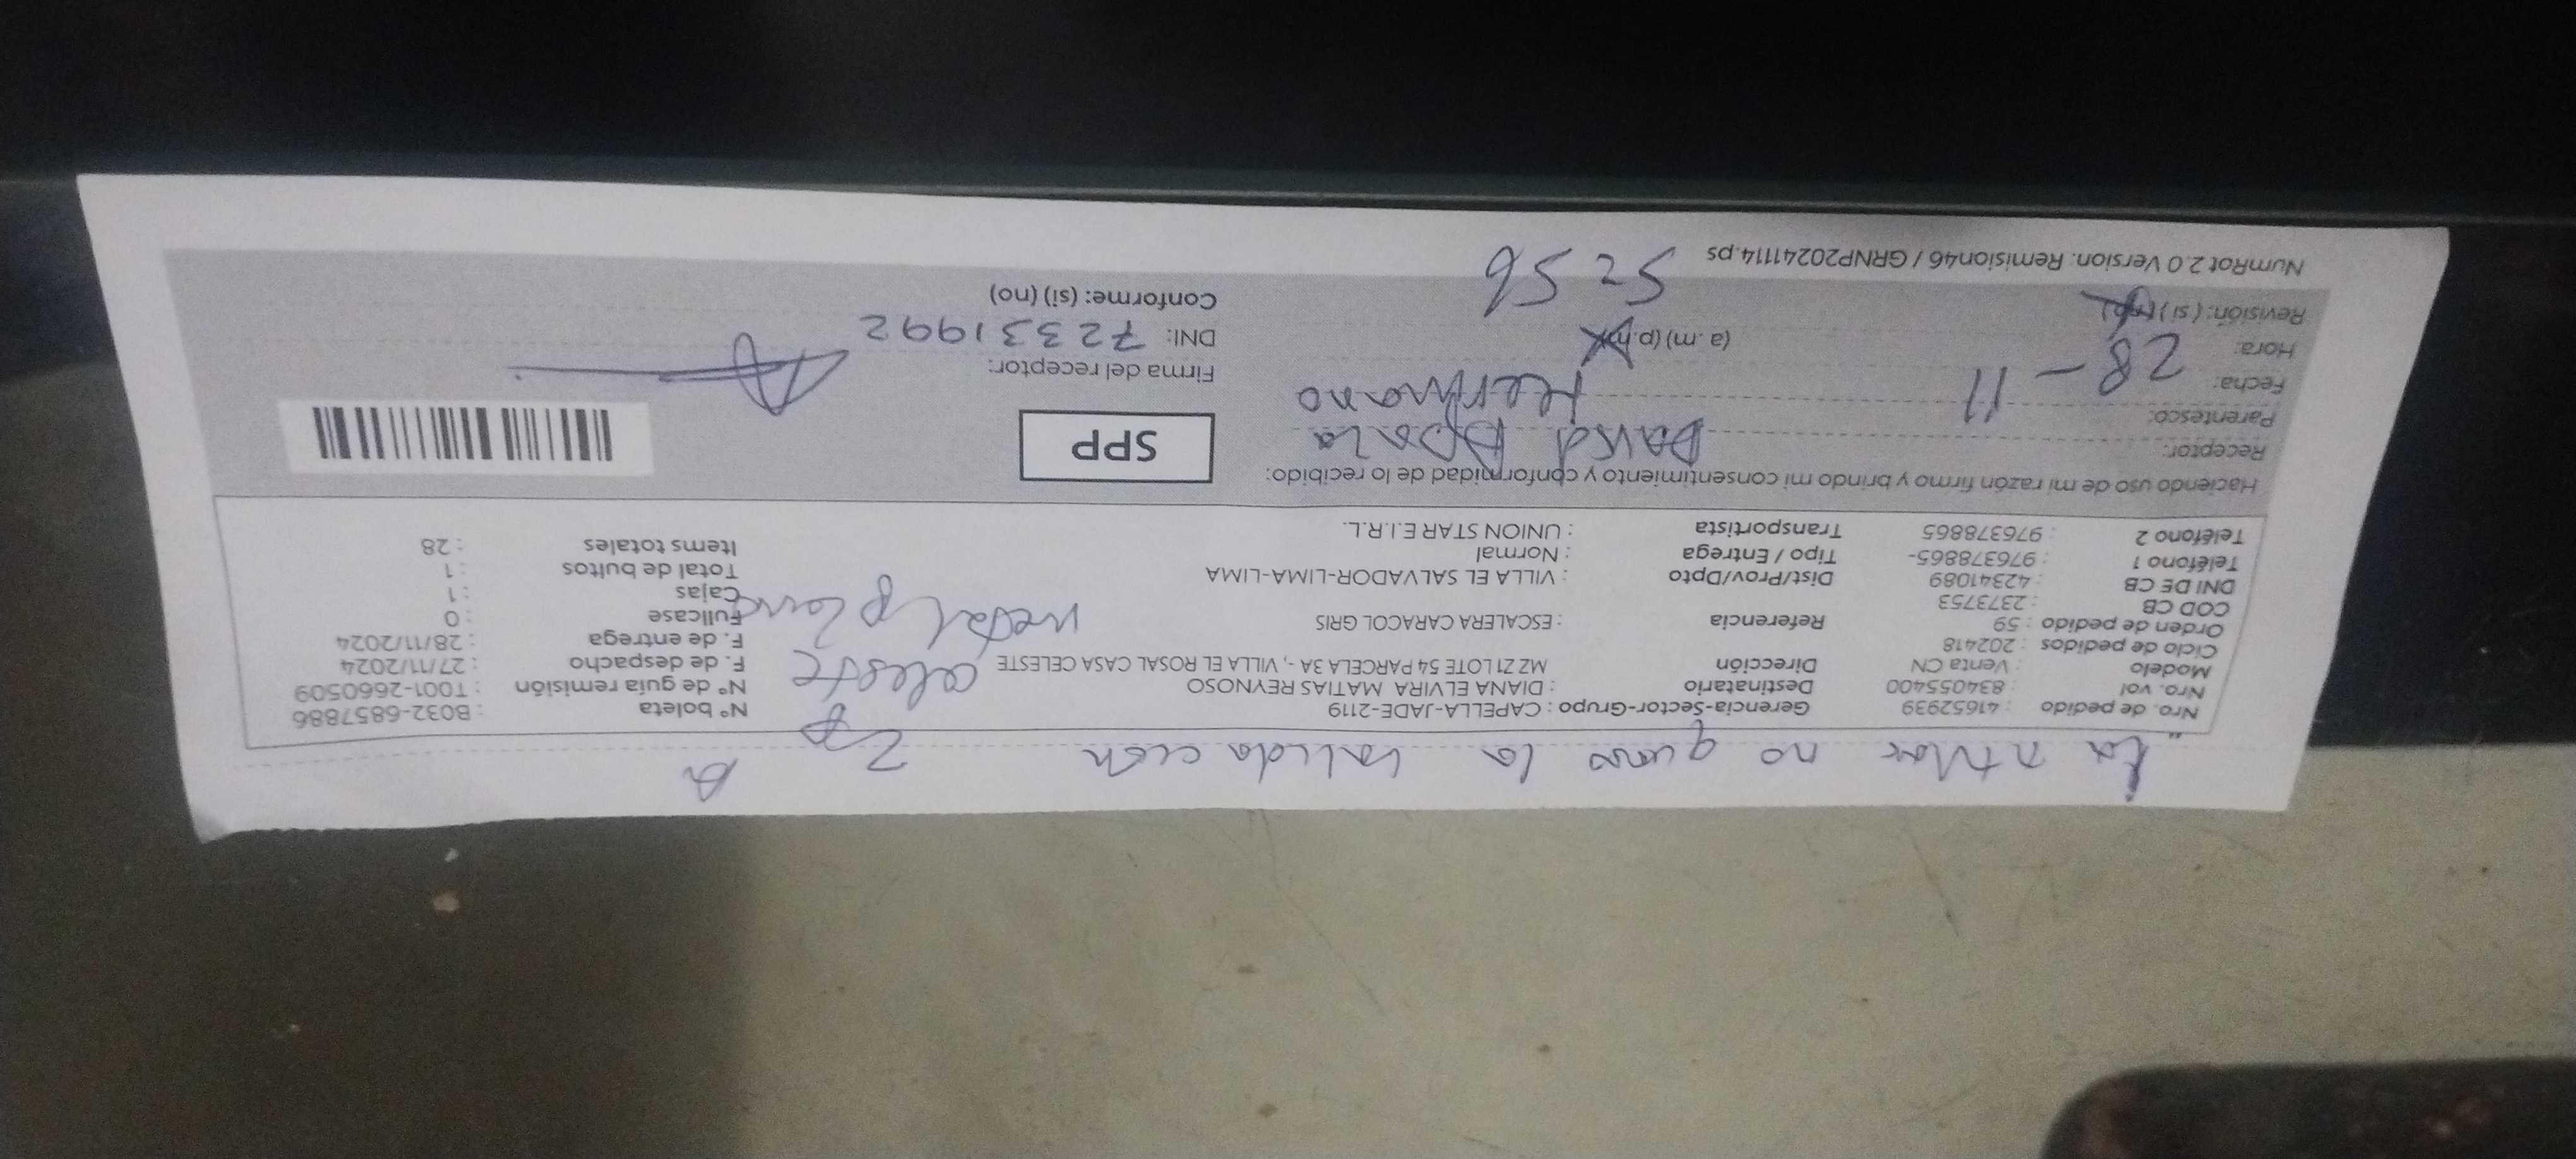 no quiso la validación 2p
Nro. de pedido : 41652939 Gerencia-Sector-Grupo : CAPELLA-JADE-2119 N° boleta : B032-6857886
Nro. vol : 834055400 Destinatario : DIANA ELVIRA MATIAS REYNOSO N° de guía remisión : T001-2660509
Modelo : Venta CN Dirección MZ Z1 LOTE 54 PARCELA 3A -, VILLA EL ROSAL CASA CELESTE celeste F. de despacho : 27/11/2024
Ciclo de pedidos : 202418 F. de entrega : 28/11/2024
Orden de pedido : 59 Referencia : ESCALERA CARACOL GRIS metal Fullcase : 0
COD CB : 2373753 Cajas : 1
DNI DE CB : 42341089 Dist/Prov/Dpto : VILLA EL SALVADOR-LIMA-LIMA Total de bultos : 1
Teléfono 1 : 976378865- Tipo / Entrega : Normal Items totales : 28
Teléfono 2 : 976378865 Transportista : UNION STAR E.I.R.L.
Haciendo uso de mi razón firmo y brindo mi consentimiento y conformidad de lo recibido:
Receptor: David
Parentesco: Hermano
SPP
Fecha: 28-11
Firma del receptor:
Hora: (a.m) (p.m)
DNI: 72331992
Revisión: (si) (no) 5256
Conforme: (si) (no)
NumRot 2.0 Version. Remision46 / GRNP20241114.ps